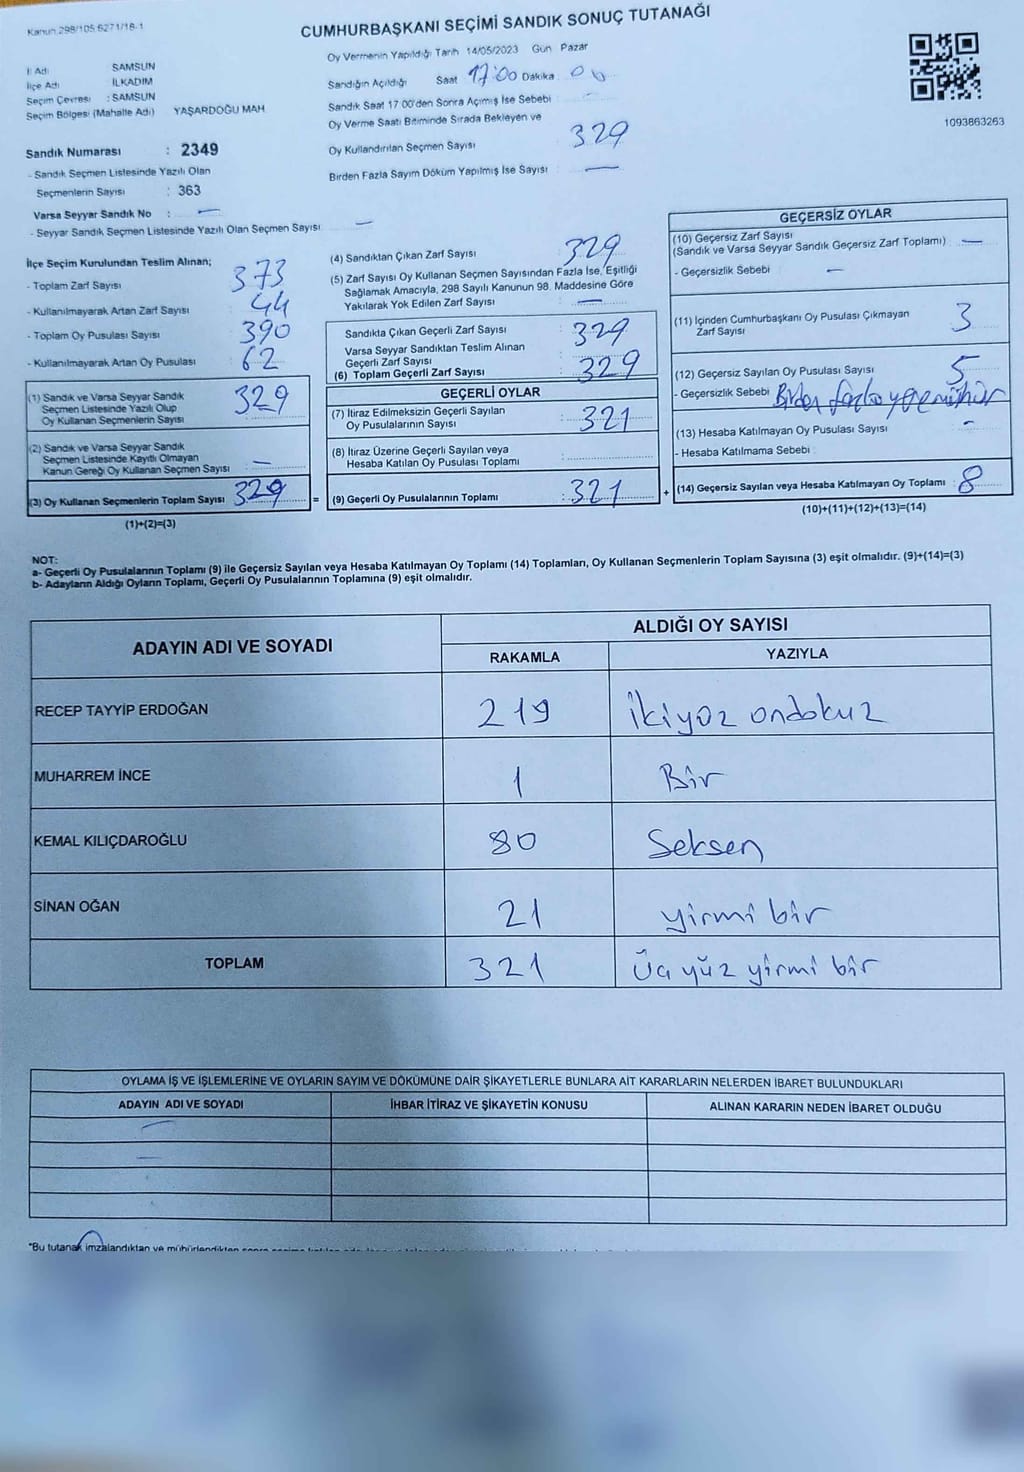 Kanun 298/105 6271/18-1
CUMHURBAŞKANI SEÇİMİ SANDIK SONUÇ TUTANAĞI
İl Adı SAMSUN
İlçe Adı İLKADIM
Seçim Çevresi : SAMSUN
Seçim Bölgesi (Mahalle Adı) YAŞARDOĞU MAH.
Sandık Numarası : 2349
- Sandık Seçmen Listesinde Yazılı Olan
Seçmenlerin Sayısı : 363
Varsa Seyyar Sandık No : —
- Seyyar Sandık Seçmen Listesinde Yazılı Olan Seçmen Sayısı : —
Oy Vermenin Yapıldığı Tarih 14/05/2023 Gün Pazar
Sandığın Açıldığı Saat 17:00 Dakika
Sandık Saat 17 00'den Sonra Açımış İse Sebebi —
Oy Verme Saati Bitiminde Sırada Bekleyen ve
Oy Kullandırılan Seçmen Sayısı 329
Birden Fazla Sayım Döküm Yapılmış İse Sayısı —
1093863263
İlçe Seçim Kurulundan Teslim Alınan;
- Toplam Zarf Sayısı 373
- Kullanılmayarak Artan Zarf Sayısı 44
- Toplam Oy Pusulası Sayısı 390
- Kullanılmayarak Artan Oy Pusulası 62
(1) Sandık ve Varsa Seyyar Sandık
Seçmen Listesinde Yazılı Olup
Oy Kullanan Seçmenlerin Sayısı 329
(2) Sandık ve Varsa Seyyar Sandık
Seçmen Listesinde Kayıtlı Olmayan
Kanun Gereği Oy Kullanan Seçmen Sayısı —
(3) Oy Kullanan Seçmenlerin Toplam Sayısı 329
(1)+(2)=(3)
(4) Sandıktan Çıkan Zarf Sayısı 329
(5) Zarf Sayısı Oy Kullanan Seçmen Sayısından Fazla İse, Eşitliği
Sağlamak Amacıyla, 298 Sayılı Kanunun 98. Maddesine Göre
Yakılarak Yok Edilen Zarf Sayısı —
Sandıkta Çıkan Geçerli Zarf Sayısı : 329
Varsa Seyyar Sandıktan Teslim Alınan
Geçerli Zarf Sayısı :
(6) Toplam Geçerli Zarf Sayısı : 329
GEÇERLİ OYLAR
(7) İtiraz Edilmeksizin Geçerli Sayılan
Oy Pusulalarının Sayısı : 321
(8) İtiraz Üzerine Geçerli Sayılan veya
Hesaba Katılan Oy Pusulası Toplamı :
= (9) Geçerli Oy Pusulalarının Toplamı : 321 +
GEÇERSİZ OYLAR
(10) Geçersiz Zarf Sayısı
(Sandık ve Varsa Seyyar Sandık Geçersiz Zarf Toplamı) : —
- Geçersizlik Sebebi —
(11) İçinden Cumhurbaşkanı Oy Pusulası Çıkmayan
Zarf Sayısı 3
(12) Geçersiz Sayılan Oy Pusulası Sayısı 5
- Geçersizlik Sebebi Birden fazla yere mühür
(13) Hesaba Katılmayan Oy Pusulası Sayısı -
- Hesaba Katılmama Sebebi :
(14) Geçersiz Sayılan veya Hesaba Katılmayan Oy Toplamı : 8
(10)+(11)+(12)+(13)=(14)
NOT:
a- Geçerli Oy Pusulalarının Toplamı (9) ile Geçersiz Sayılan veya Hesaba Katılmayan Oy Toplamı (14) Toplamları, Oy Kullanan Seçmenlerin Toplam Sayısına (3) eşit olmalıdır. (9)+(14)=(3)
b- Adayların Aldığı Oyların Toplamı, Geçerli Oy Pusulalarının Toplamına (9) eşit olmalıdır.
ADAYIN ADI VE SOYADI ALDIĞI OY SAYISI
RAKAMLA YAZIYLA
RECEP TAYYİP ERDOĞAN 219 ikiyoz ondokuz
MUHARREM İNCE 1 Bir
KEMAL KILIÇDAROĞLU 80 Seksen
SİNAN OĞAN 21 yirmi bir
TOPLAM 321 Üç yüz yirmi bir
OYLAMA İŞ VE İŞLEMLERİNE VE OYLARIN SAYIM VE DÖKÜMÜNE DAİR ŞİKAYETLERLE BUNLARA AİT KARARLARIN NELERDEN İBARET BULUNDUKLARI
ADAYIN ADI VE SOYADI İHBAR İTİRAZ VE ŞİKAYETİN KONUSU ALINAN KARARIN NEDEN İBARET OLDUĞU
"Bu tutanak imzalandıktan ve mühürlendikten sonra